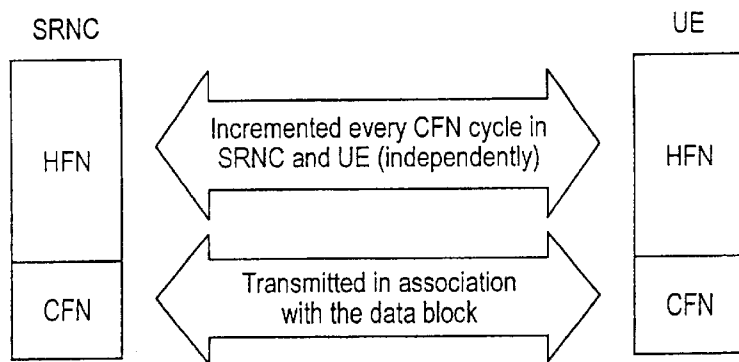 SRNC
UE
HFN
Incremented every CFN cycle in
SRNC and UE (independently)
HFN
CFN
Transmitted in association
with the data block
CFN